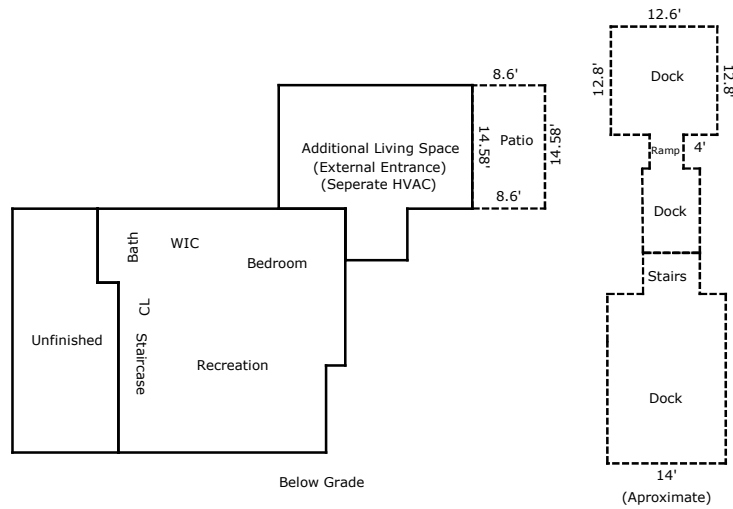 12.6'
12.8'
Dock
12.8'
8.6'
Additional Living Space
(External Entrance)
(Seperate HVAC)
14.58'
Patio
14.58'
8.6'
Ramp
4'
Dock
Bath
WIC
Bedroom
Stairs
CL
Unfinished
Staircase
Recreation
Dock
Below Grade
14'
(Aproximate)